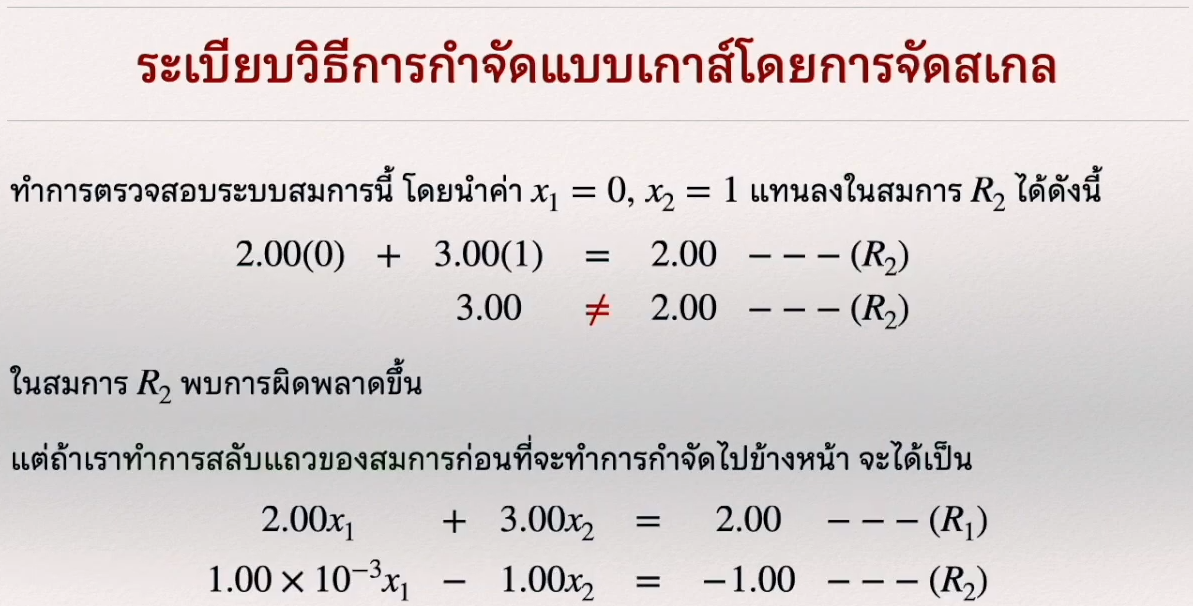 ระเบียบวิธีการกำจัดแบบเกาส์โดยการจัดสเกล
ทำการตรวจสอบระบบสมการนี้ โดยนำค่า x₁ = 0, x₂ = 1 แทนลงในสมการ R₂ ได้ดังนี้
2.00(0) + 3.00(1) = 2.00 − − − (R₂)
3.00 ≠ 2.00 − − − (R₂)
ในสมการ R₂ พบการผิดพลาดขึ้น
แต่ถ้าเราทำการสลับแถวของสมการก่อนที่จะทำการกำจัดไปข้างหน้า จะได้เป็น
2.00x₁ + 3.00x₂ = 2.00 − − − (R₁)
1.00 × 10⁻³x₁ − 1.00x₂ = −1.00 − − − (R₂)